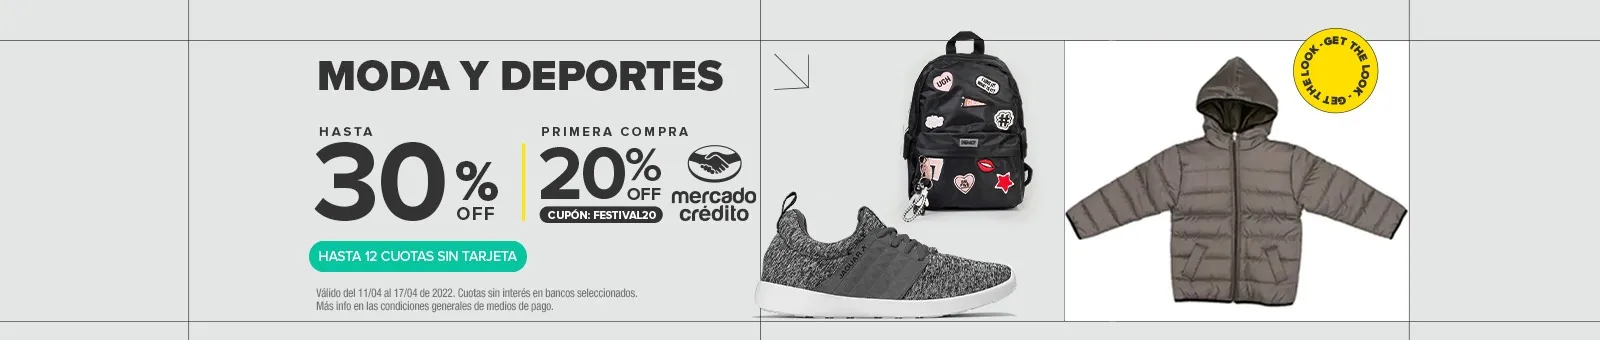 MODA Y DEPORTES
HASTA
30%
OFF
PRIMERA COMPRA
20%
OFF
CUPÓN: FESTIVAL20
mercado
crédito
HASTA 12 CUOTAS SIN TARJETA
Válido del 11/04 al 17/04 de 2022. Cuotas sin interés en bancos seleccionados.
Más info en las condiciones generales de medios de pago.
UGH
#
JAGUAR
GET THE LOOK - GET THE LOOK -